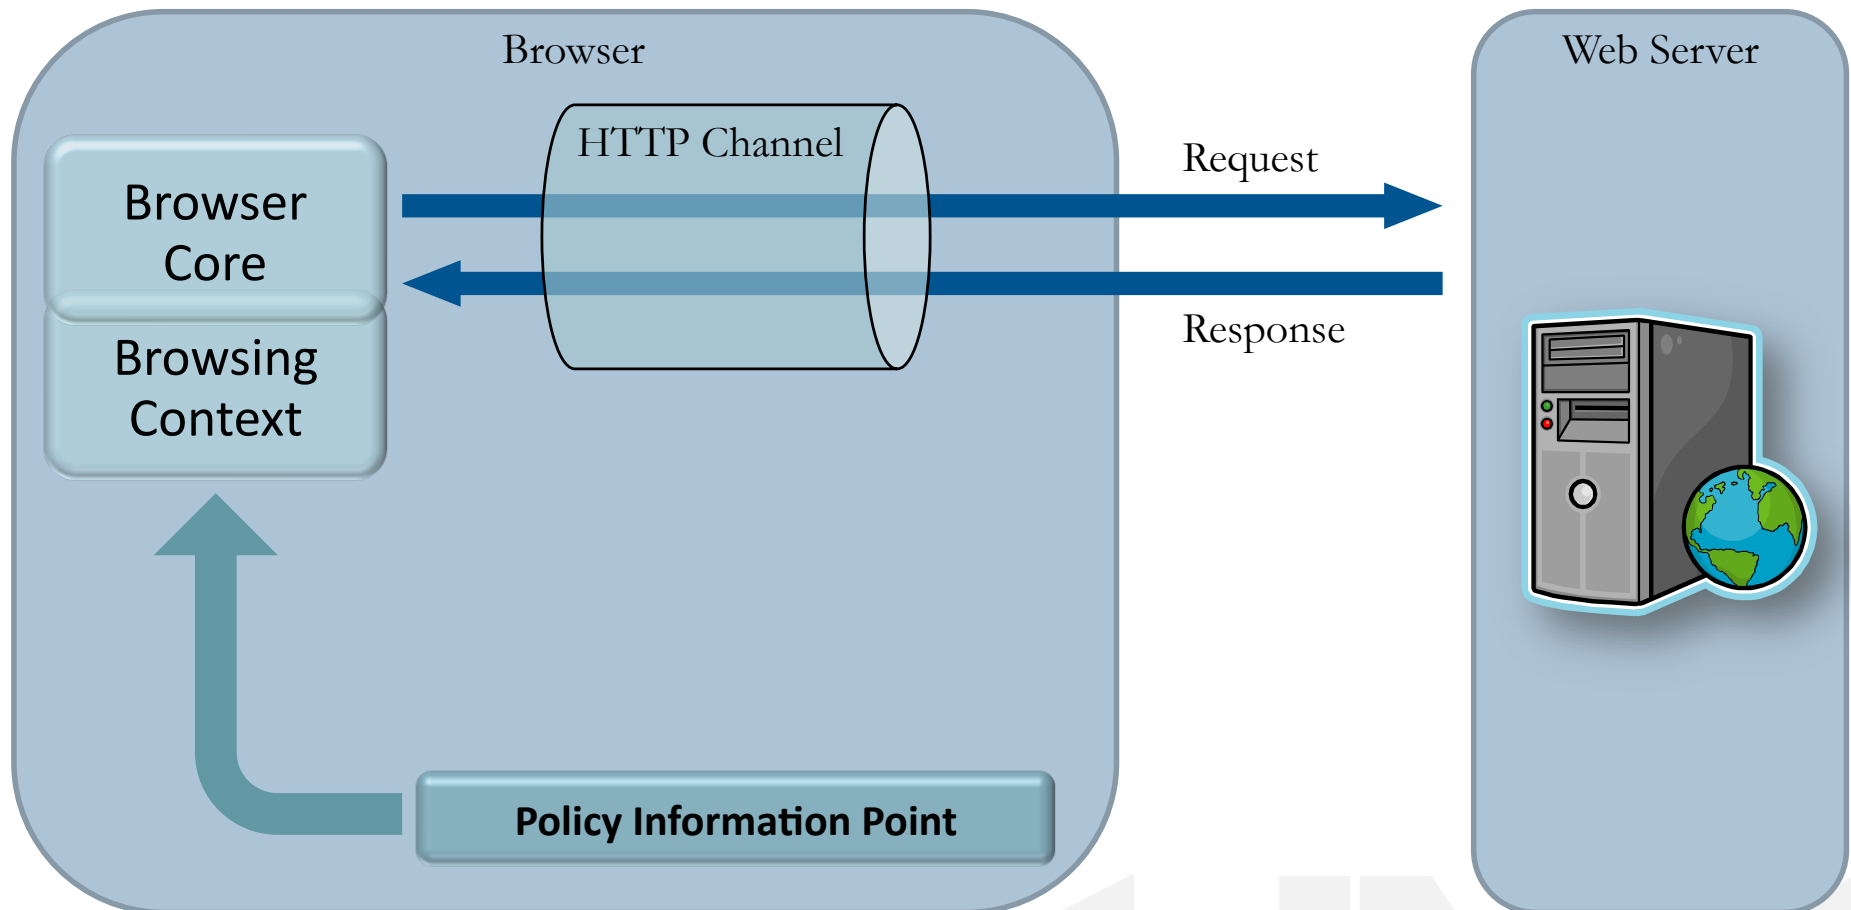 Browser
Web Server
HTTP Channel
Request
Browser
Core
Response
Browsing
Context
Policy Information Point